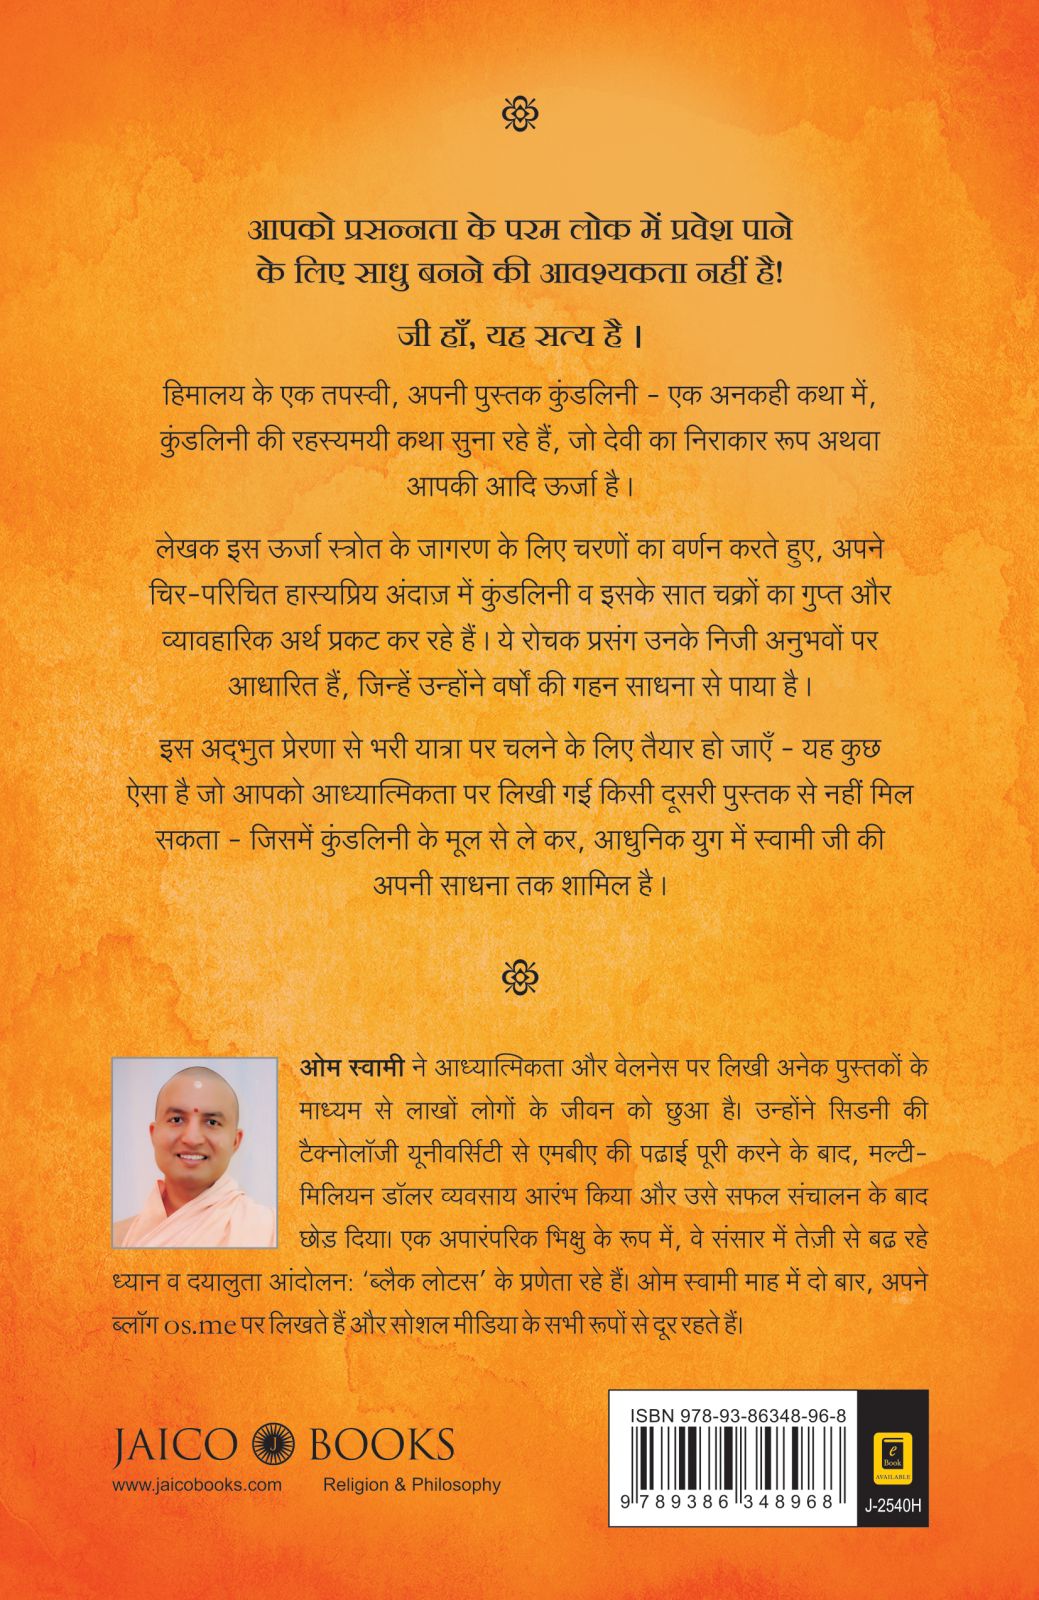 आपको प्रसन्नता के परम लोक में प्रवेश पाने
के लिए साधु बनने की आवश्यकता नहीं है!
जी हाँ, यह सत्य है ।
हिमालय के एक तपस्वी, अपनी पुस्तक कुंडलिनी - एक अनकही कथा में,
कुंडलिनी की रहस्यमयी कथा सुना रहे हैं, जो देवी का निराकार रूप अथवा
आपकी आदि ऊर्जा है ।
लेखक इस ऊर्जा स्त्रोत के जागरण के लिए चरणों का वर्णन करते हुए, अपने
चिर-परिचित हास्यप्रिय अंदाज़ में कुंडलिनी व इसके सात चक्रों का गुप्त और
व्यावहारिक अर्थ प्रकट कर रहे हैं । ये रोचक प्रसंग उनके निजी अनुभवों पर
आधारित हैं, जिन्हें उन्होंने वर्षों की गहन साधना से पाया है ।
इस अद्‌भुत प्रेरणा से भरी यात्रा पर चलने के लिए तैयार हो जाएँ - यह कुछ
ऐसा है जो आपको आध्यात्मिकता पर लिखी गई किसी दूसरी पुस्तक से नहीं मिल
सकता - जिसमें कुंडलिनी के मूल से ले कर, आधुनिक युग में स्वामी जी की
अपनी साधना तक शामिल है ।
ओम स्वामी ने आध्यात्मिकता और वेलनेस पर लिखी अनेक पुस्तकों के
माध्यम से लाखों लोगों के जीवन को छुआ है। उन्होंने सिडनी की
टैक्नोलॉजी यूनीवर्सिटी से एमबीए की पढाई पूरी करने के बाद, मल्टी-
मिलियन डॉलर व्यवसाय आरंभ किया और उसे सफल संचालन के बाद
छोड़ दिया। एक अपारंपरिक भिक्षु के रूप में, वे संसार में तेज़ी से बढ रहे
ध्यान व दयालुता आंदोलन: ‘ब्लैक लोटस’ के प्रणेता रहे हैं। ओम स्वामी माह में दो बार, अपने
ब्लॉग os.me पर लिखते हैं और सोशल मीडिया के सभी रूपों से दूर रहते हैं।
ISBN 978-93-86348-96-8
JAICO J BOOKS
e
Book
AVAILABLE
www.jaicobooks.com Religion & Philosophy
9 789386 348968
J-2540H